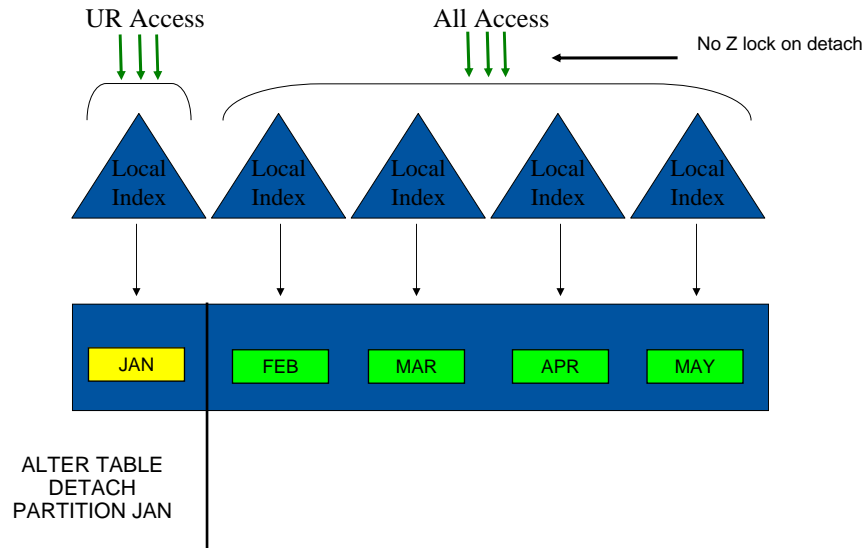 UR Access
All Access
No Z lock on detach
Local
Index
Local
Index
Local
Index
Local
Index
Local
Index
JAN
FEB
MAR
APR
MAY
ALTER TABLE
DETACH
PARTITION JAN